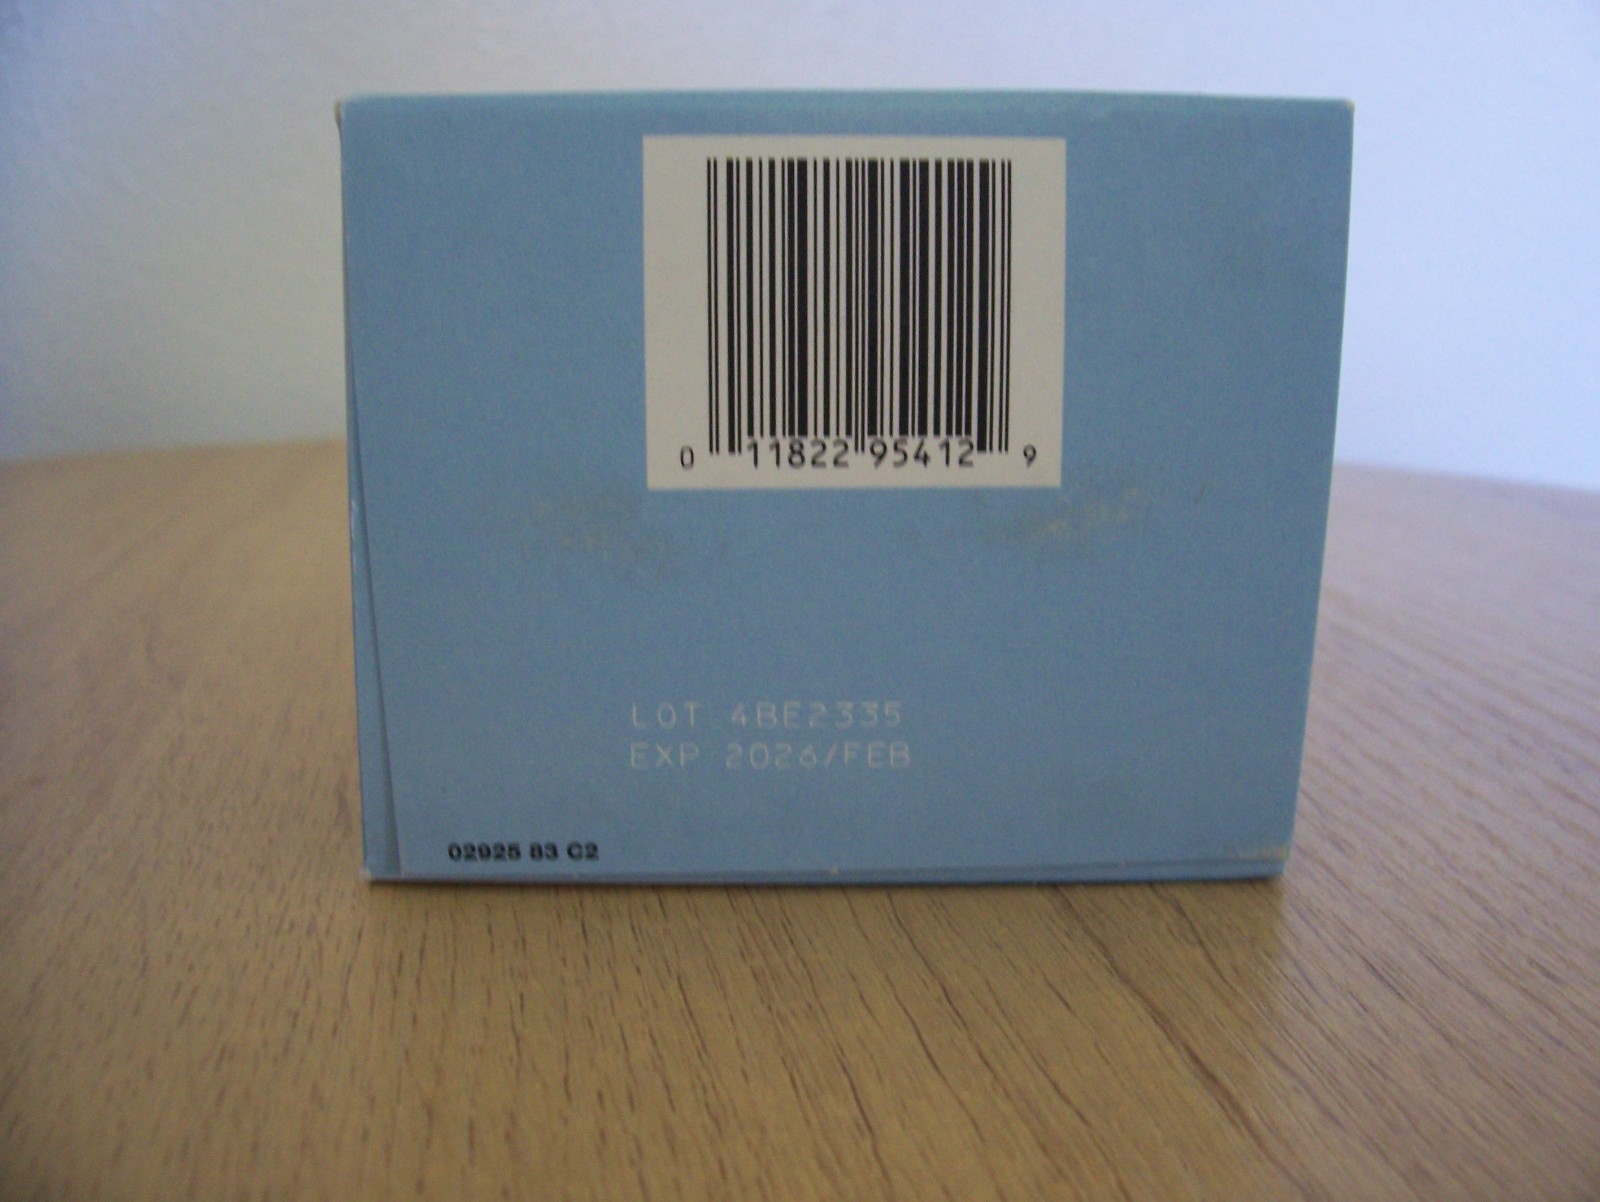 0 11822 95412 9
LOT 4BE2335
EXP 2026/FEB
02925 83 C2